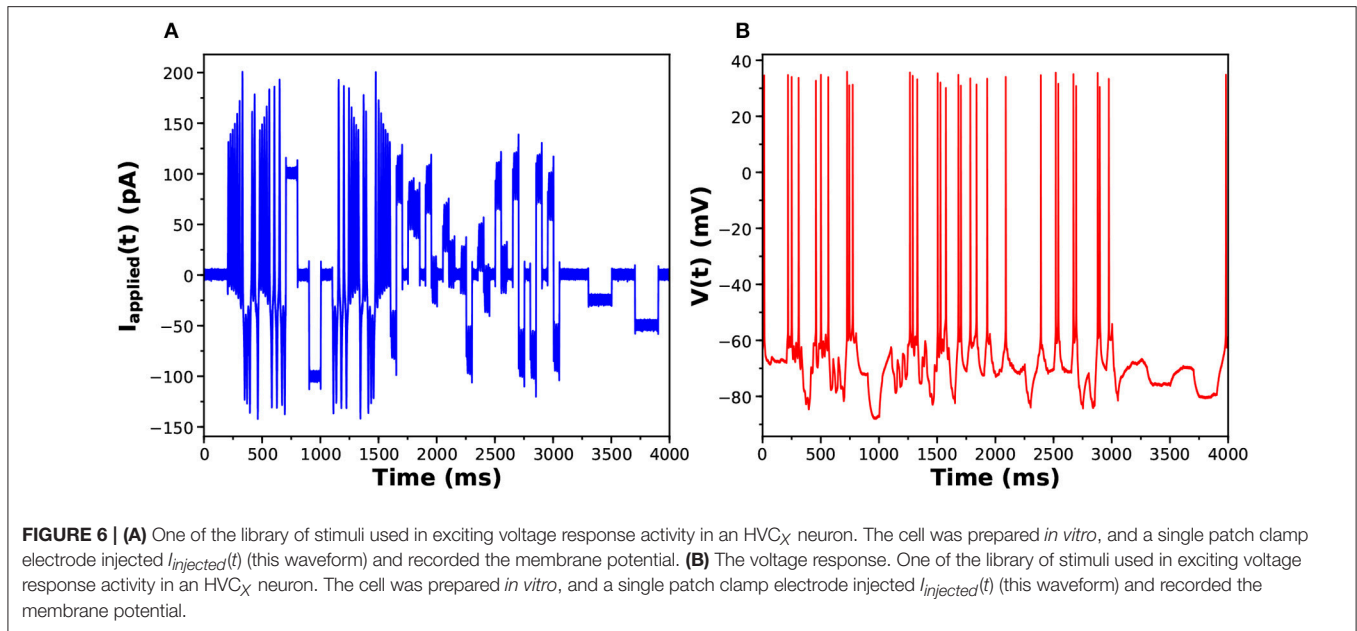 A
B
200
150
100
50
0
−50
−100
−150
I_applied(t) (pA)
0 500 1000 1500 2000 2500 3000 3500 4000
Time (ms)
40
20
0
−20
−40
−60
−80
V(t) (mV)
0 500 1000 1500 2000 2500 3000 3500 4000
Time (ms)
FIGURE 6 | (A) One of the library of stimuli used in exciting voltage response activity in an HVC_X neuron. The cell was prepared in vitro, and a single patch clamp
electrode injected I_injected(t) (this waveform) and recorded the membrane potential. (B) The voltage response. One of the library of stimuli used in exciting voltage
response activity in an HVC_X neuron. The cell was prepared in vitro, and a single patch clamp electrode injected I_injected(t) (this waveform) and recorded the
membrane potential.